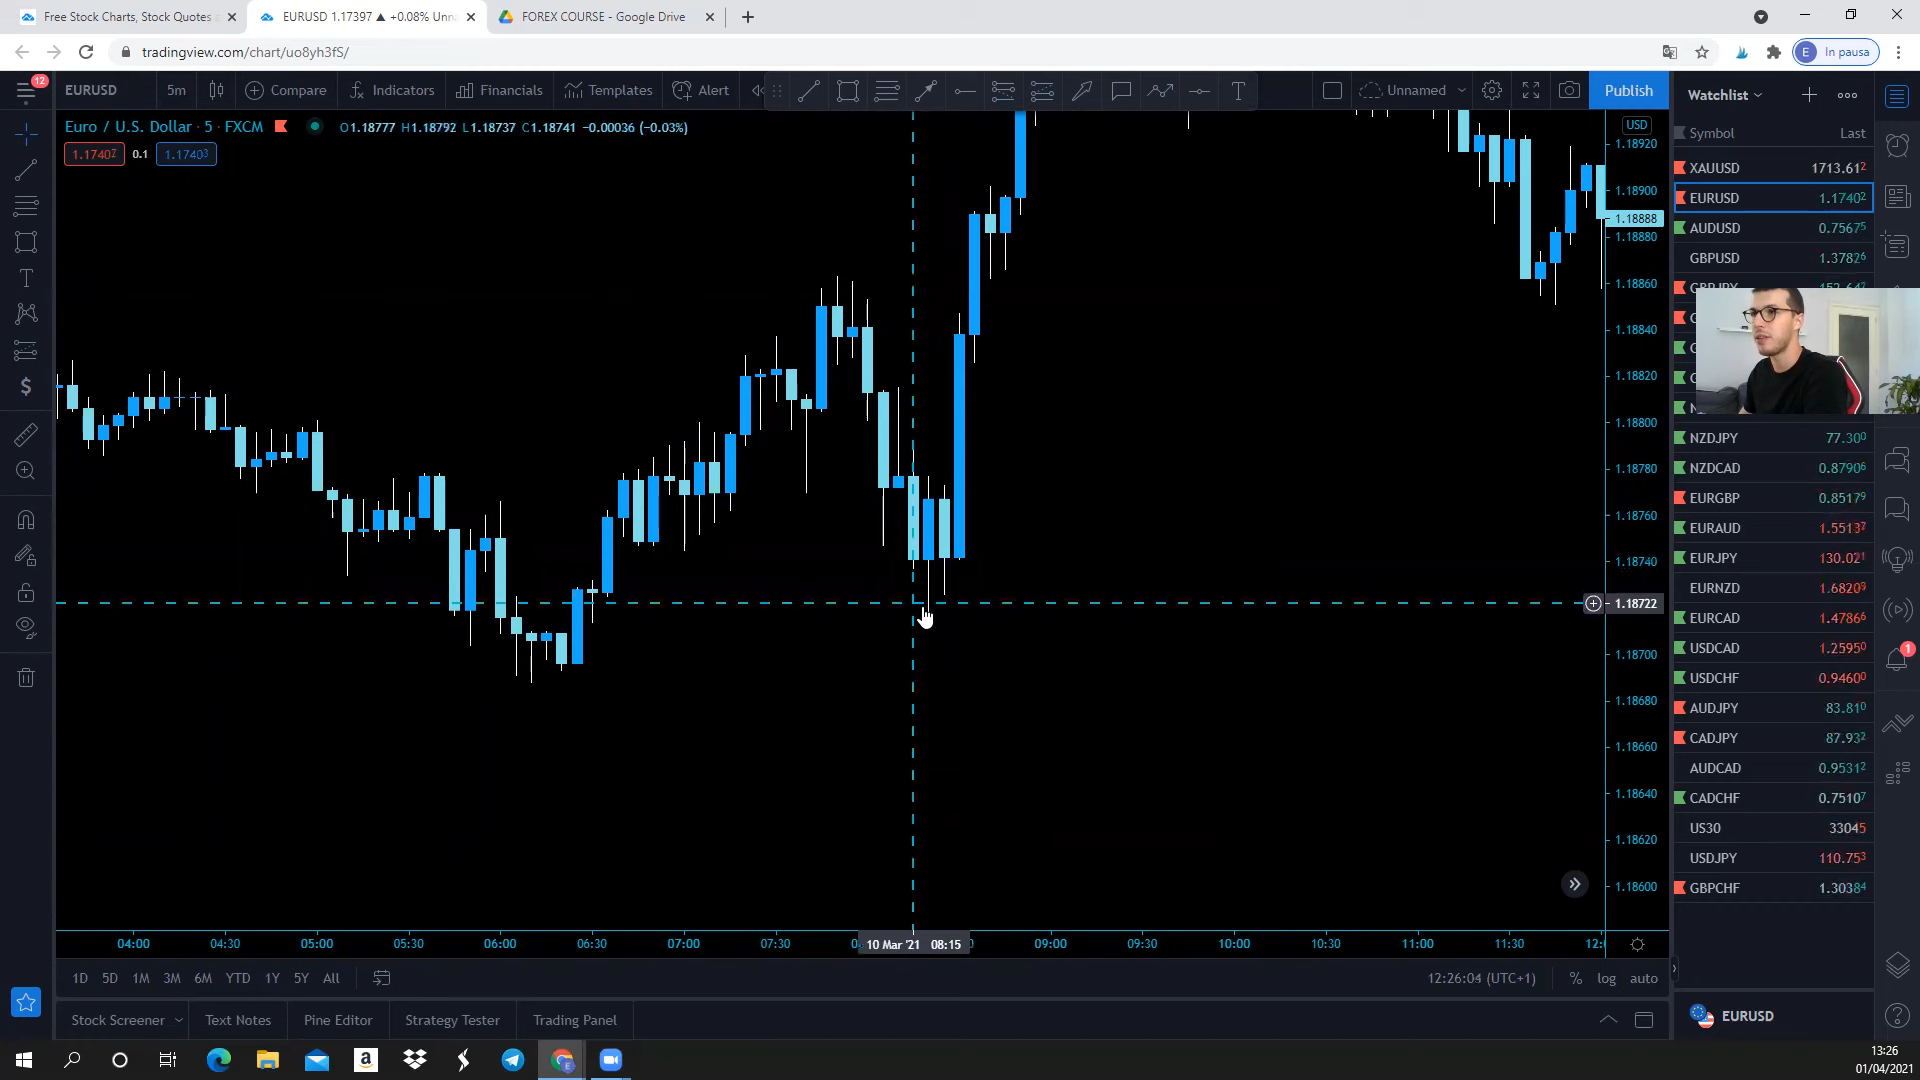 Free Stock Charts, Stock Quotes
EURUSD 1.17397 ▲ +0.08% Unna
FOREX COURSE - Google Drive
tradingview.com/chart/uo8yh3fS/
E In pausa
12
EURUSD 5m Compare Indicators Financials Templates Alert Unnamed Publish
Euro / U.S. Dollar · 5 · FXCM O1.18777 H1.18792 L1.18737 C1.18741 −0.00036 (−0.03%)
1.17402 0.1 1.17403
USD
1.18920
1.18900
1.18888
1.18880
1.18860
1.18840
1.18820
1.18800
1.18780
1.18760
1.18740
1.18722
1.18700
1.18680
1.18660
1.18640
1.18620
1.18600
04:00 04:30 05:00 05:30 06:00 06:30 07:00 07:30 10 Mar '21 08:15 09:00 09:30 10:00 10:30 11:00 11:30 12:0
1D 5D 1M 3M 6M YTD 1Y 5Y All 12:26:04 (UTC+1) % log auto
Stock Screener Text Notes Pine Editor Strategy Tester Trading Panel
Watchlist
Symbol Last
XAUUSD 1713.612
EURUSD 1.17402
AUDUSD 0.75675
GBPUSD 1.37826
NZDJPY 77.300
NZDCAD 0.87906
EURGBP 0.85179
EURAUD 1.55137
EURJPY 130.021
EURNZD 1.68209
EURCAD 1.47866
USDCAD 1.25950
USDCHF 0.94600
AUDJPY 83.810
CADJPY 87.932
AUDCAD 0.95312
CADCHF 0.75107
US30 33045
USDJPY 110.753
GBPCHF 1.30384
EURUSD
1
13:26
01/04/2021